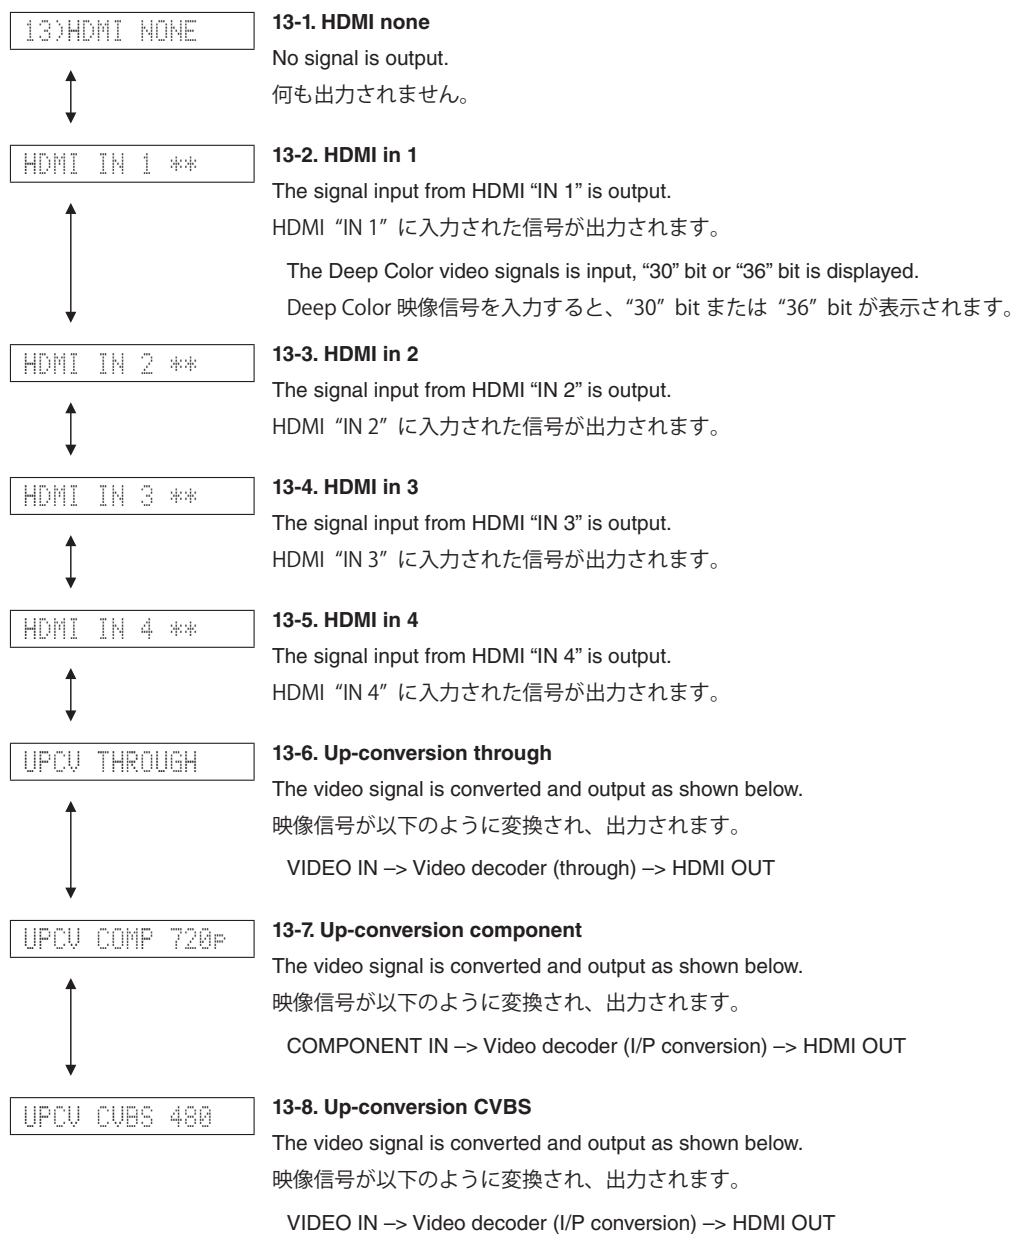 13)HDMI NONE
13-1. HDMI none
No signal is output.
何も出力されません。
HDMI IN 1 **
13-2. HDMI in 1
The signal input from HDMI “IN 1” is output.
HDMI “IN 1” に入力された信号が出力されます。
The Deep Color video signals is input, “30” bit or “36” bit is displayed.
Deep Color 映像信号を入力すると、“30” bit または “36” bit が表示されます。
HDMI IN 2 **
13-3. HDMI in 2
The signal input from HDMI “IN 2” is output.
HDMI “IN 2” に入力された信号が出力されます。
HDMI IN 3 **
13-4. HDMI in 3
The signal input from HDMI “IN 3” is output.
HDMI “IN 3” に入力された信号が出力されます。
HDMI IN 4 **
13-5. HDMI in 4
The signal input from HDMI “IN 4” is output.
HDMI “IN 4” に入力された信号が出力されます。
UPCV THROUGH
13-6. Up-conversion through
The video signal is converted and output as shown below.
映像信号が以下のように変換され、出力されます。
VIDEO IN –> Video decoder (through) –> HDMI OUT
UPCV COMP 720p
13-7. Up-conversion component
The video signal is converted and output as shown below.
映像信号が以下のように変換され、出力されます。
COMPONENT IN –> Video decoder (I/P conversion) –> HDMI OUT
UPCV CVBS 480
13-8. Up-conversion CVBS
The video signal is converted and output as shown below.
映像信号が以下のように変換され、出力されます。
VIDEO IN –> Video decoder (I/P conversion) –> HDMI OUT